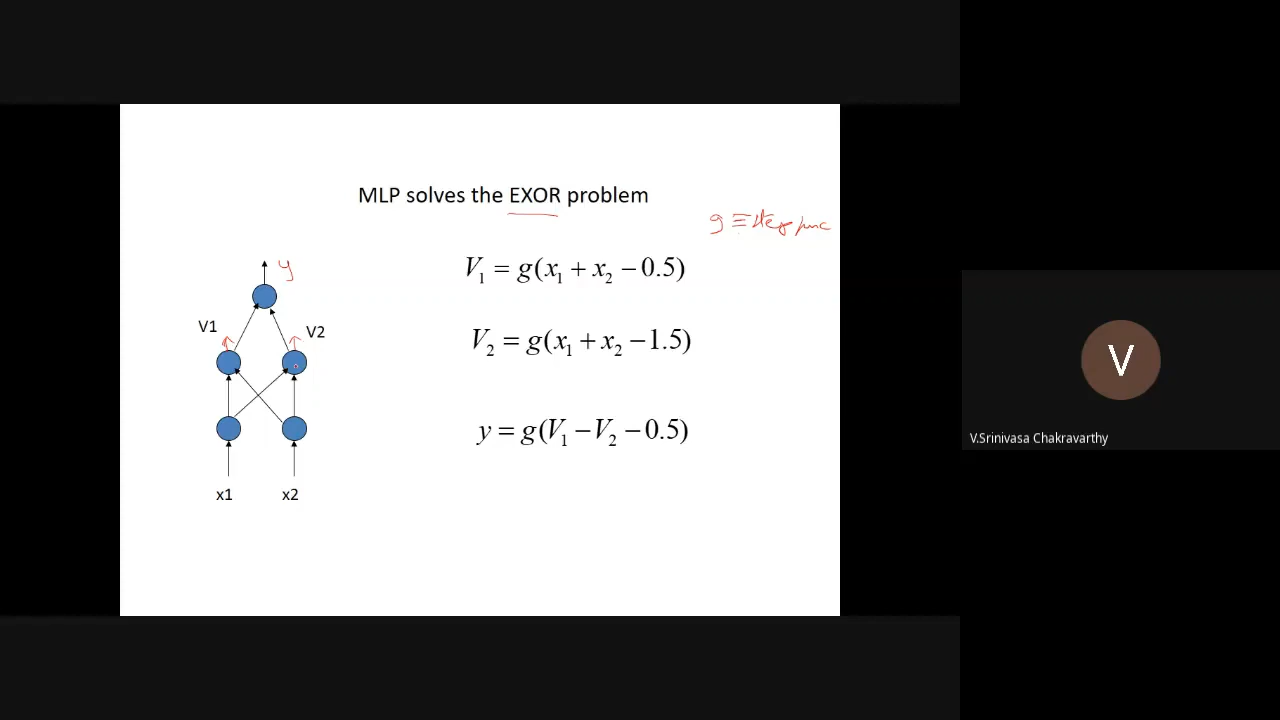 MLP solves the EXOR problem
g ≡ step func
V₁ = g(x₁ + x₂ − 0.5)
y
V1
V2
V₂ = g(x₁ + x₂ − 1.5)
y = g(V₁ − V₂ − 0.5)
x1
x2
V
V.Srinivasa Chakravarthy